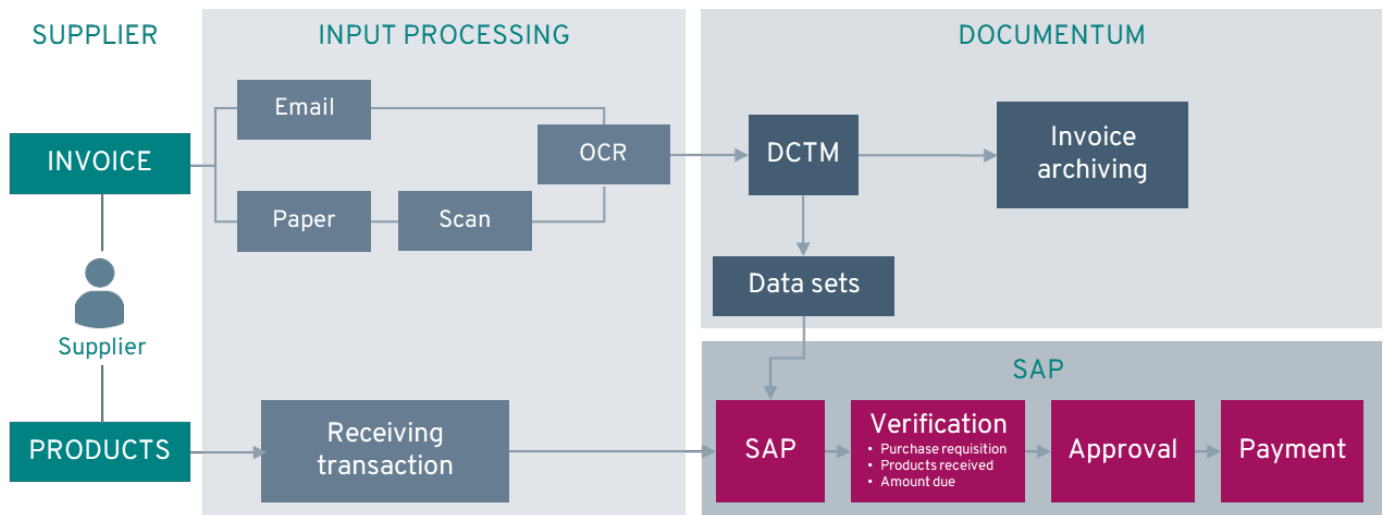 SUPPLIER
INPUT PROCESSING
DOCUMENTUM
Email
INVOICE
OCR
DCTM
Invoice
archiving
Paper
Scan
Data sets
Supplier
SAP
PRODUCTS
Receiving
transaction
SAP
Verification
• Purchase requisition
• Products received
• Amount due
Approval
Payment